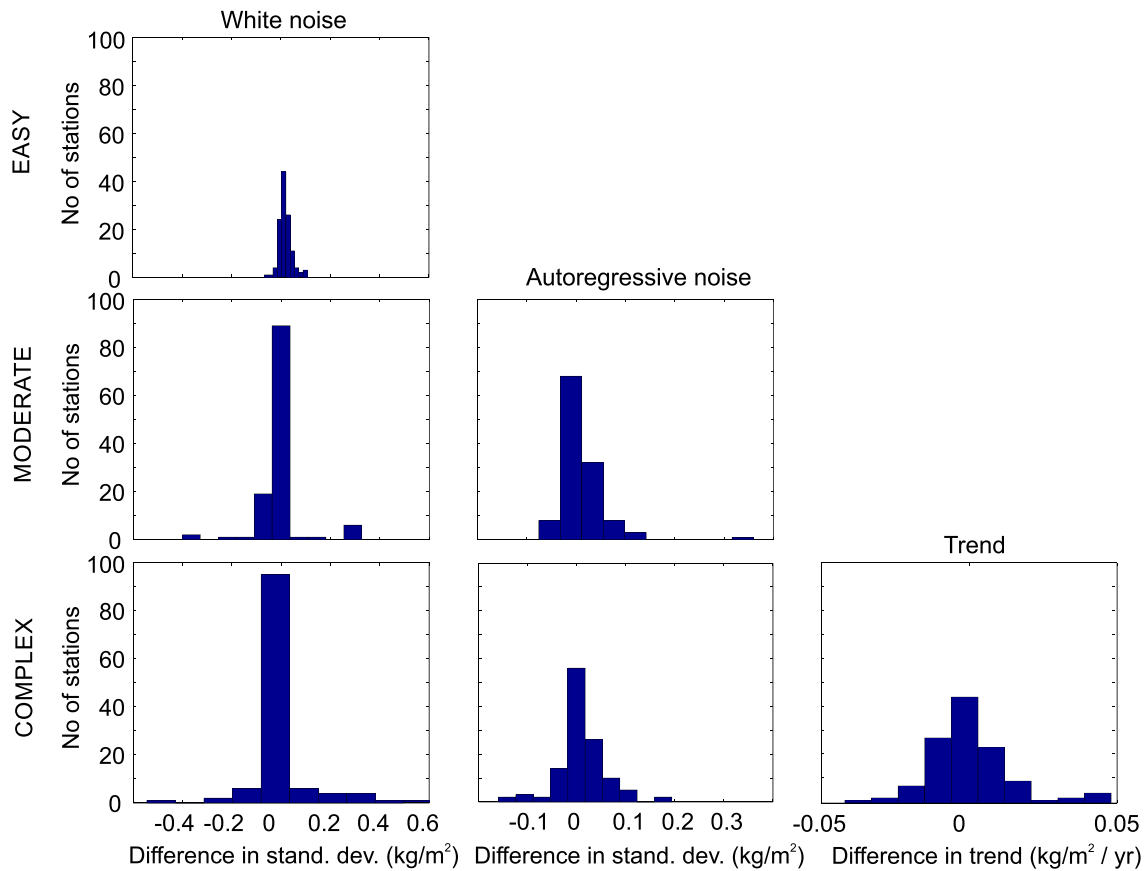 White noise
100
80
60
40
20
0
No of stations
EASY
Autoregressive noise
100
80
60
40
20
0
No of stations
MODERATE
Trend
100
80
60
40
20
0
No of stations
COMPLEX
-0.4 -0.2 0 0.2 0.4 0.6
Difference in stand. dev. (kg/m²)
-0.1 0 0.1 0.2 0.3
Difference in stand. dev. (kg/m²)
-0.05 0 0.05
Difference in trend (kg/m² / yr)